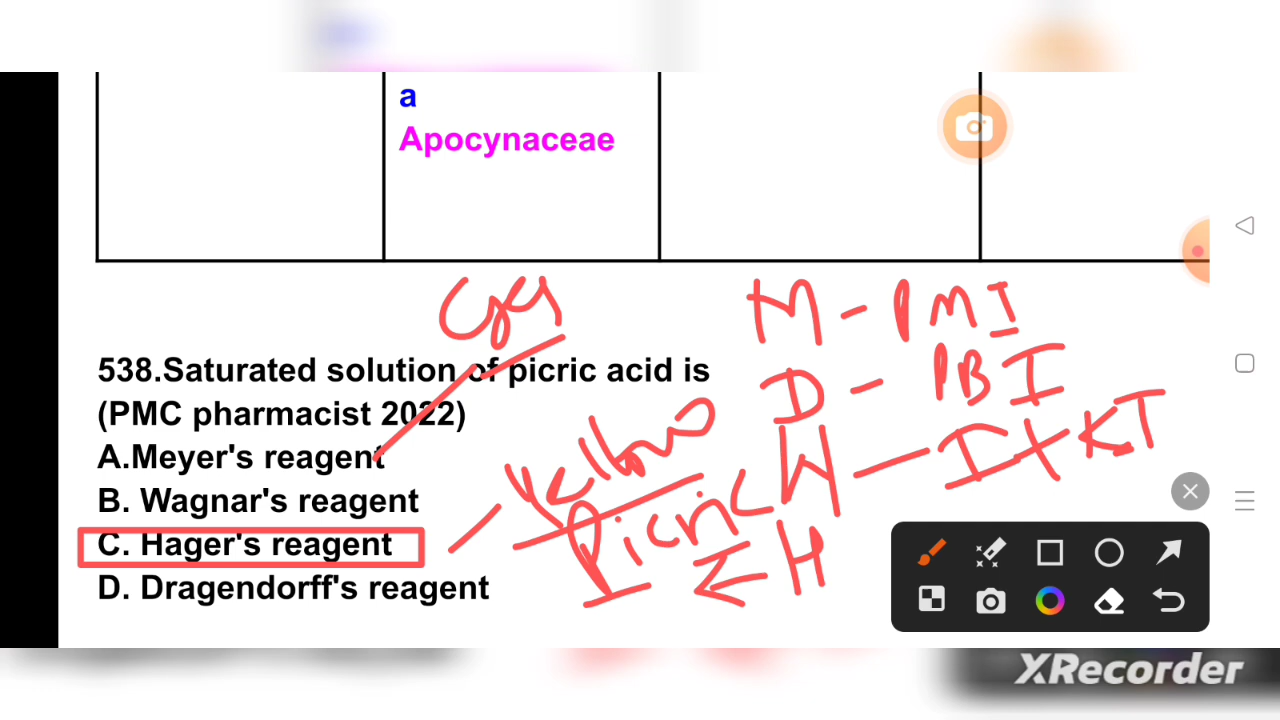 a
Apocynaceae
M - PMI
D - PBI
W - I + KI
H
Picric
Yellow
538.Saturated solution of picric acid is
(PMC pharmacist 2022)
A.Meyer's reagent
B. Wagnar's reagent
C. Hager's reagent
D. Dragendorff's reagent
XRecorder